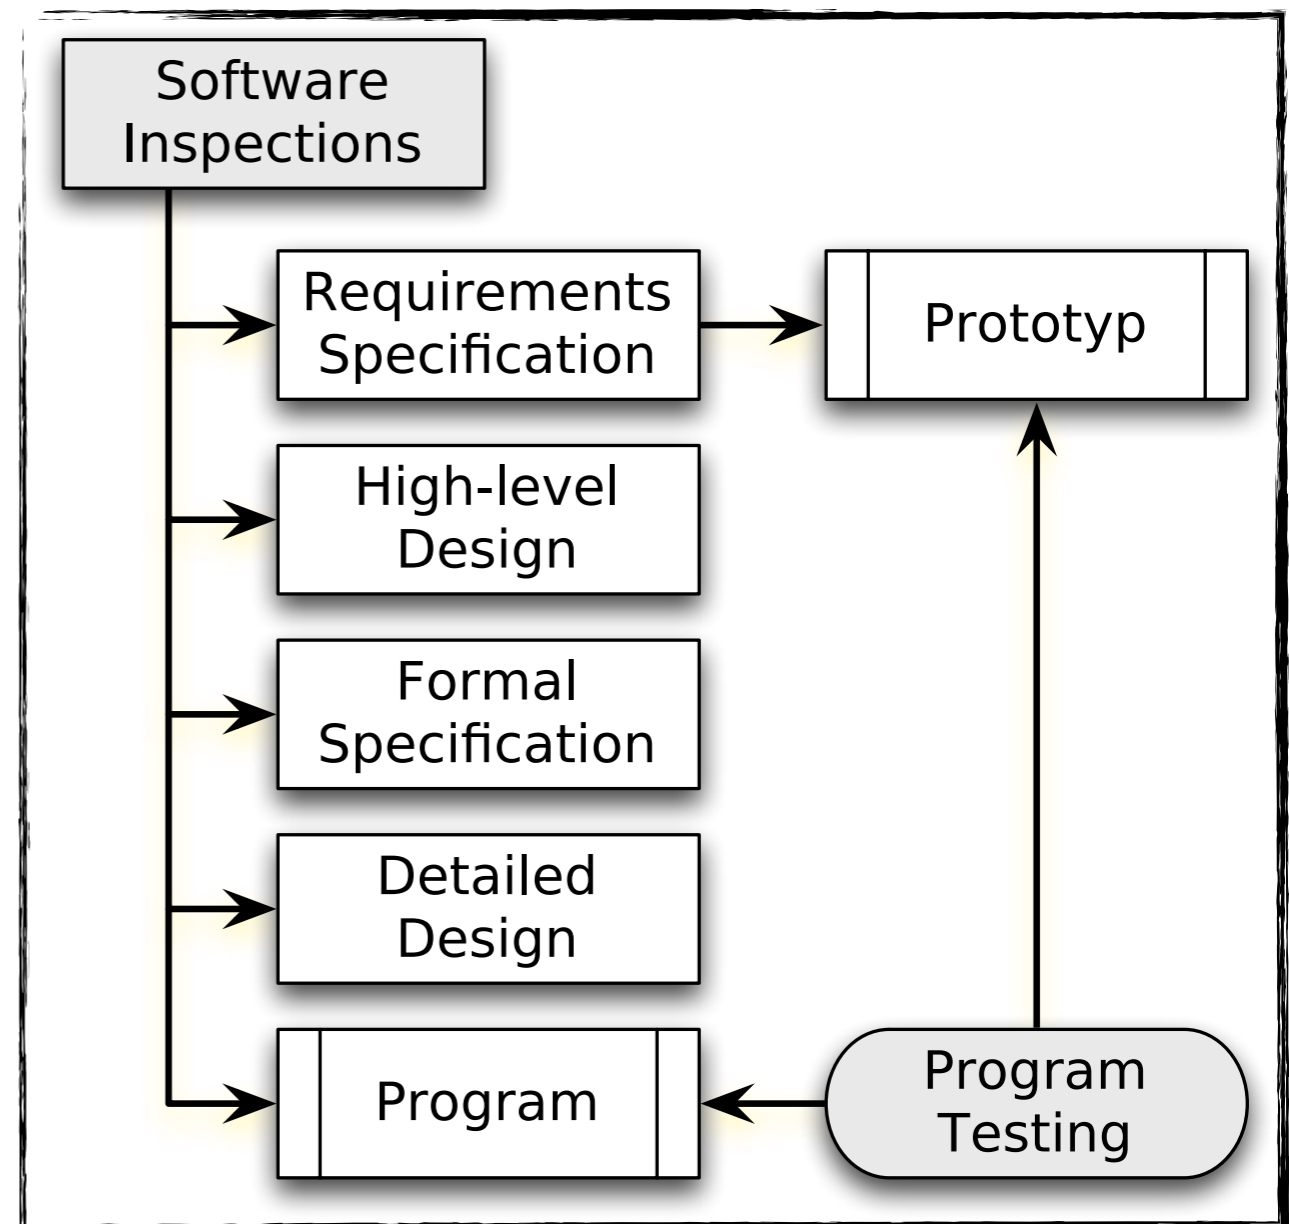 Software
Inspections
Requirements
Specification
Prototyp
High-level
Design
Formal
Specification
Detailed
Design
Program
Program
Testing